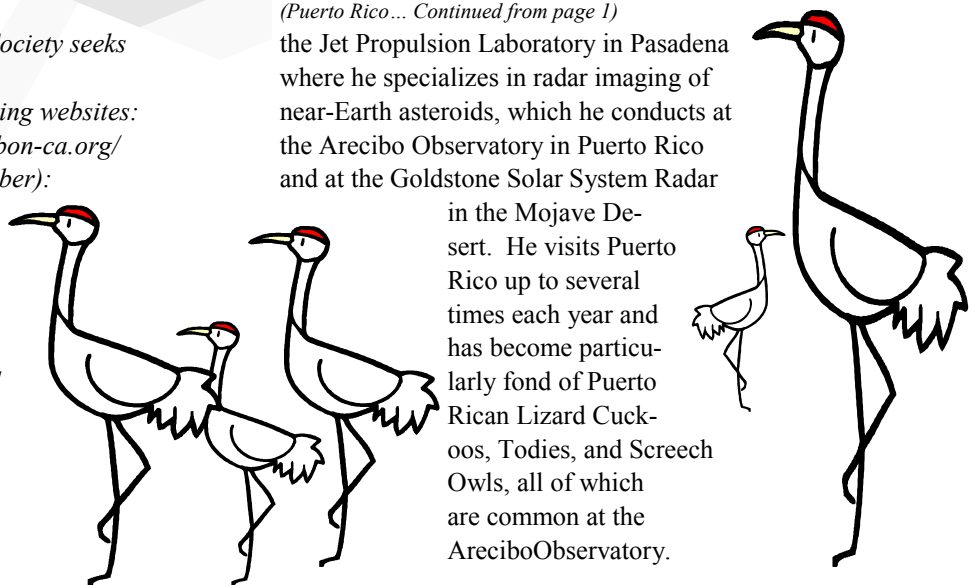 ociety seeks
ing websites:
bon-ca.org/
ber):
(Puerto Rico… Continued from page 1)
the Jet Propulsion Laboratory in Pasadena
where he specializes in radar imaging of
near-Earth asteroids, which he conducts at
the Arecibo Observatory in Puerto Rico
and at the Goldstone Solar System Radar
in the Mojave De-
sert.  He visits Puerto
Rico up to several
times each year and
has become particu-
larly fond of Puerto
Rican Lizard Cuck-
oos, Todies, and Screech
Owls, all of which
are common at the
AreciboObservatory.